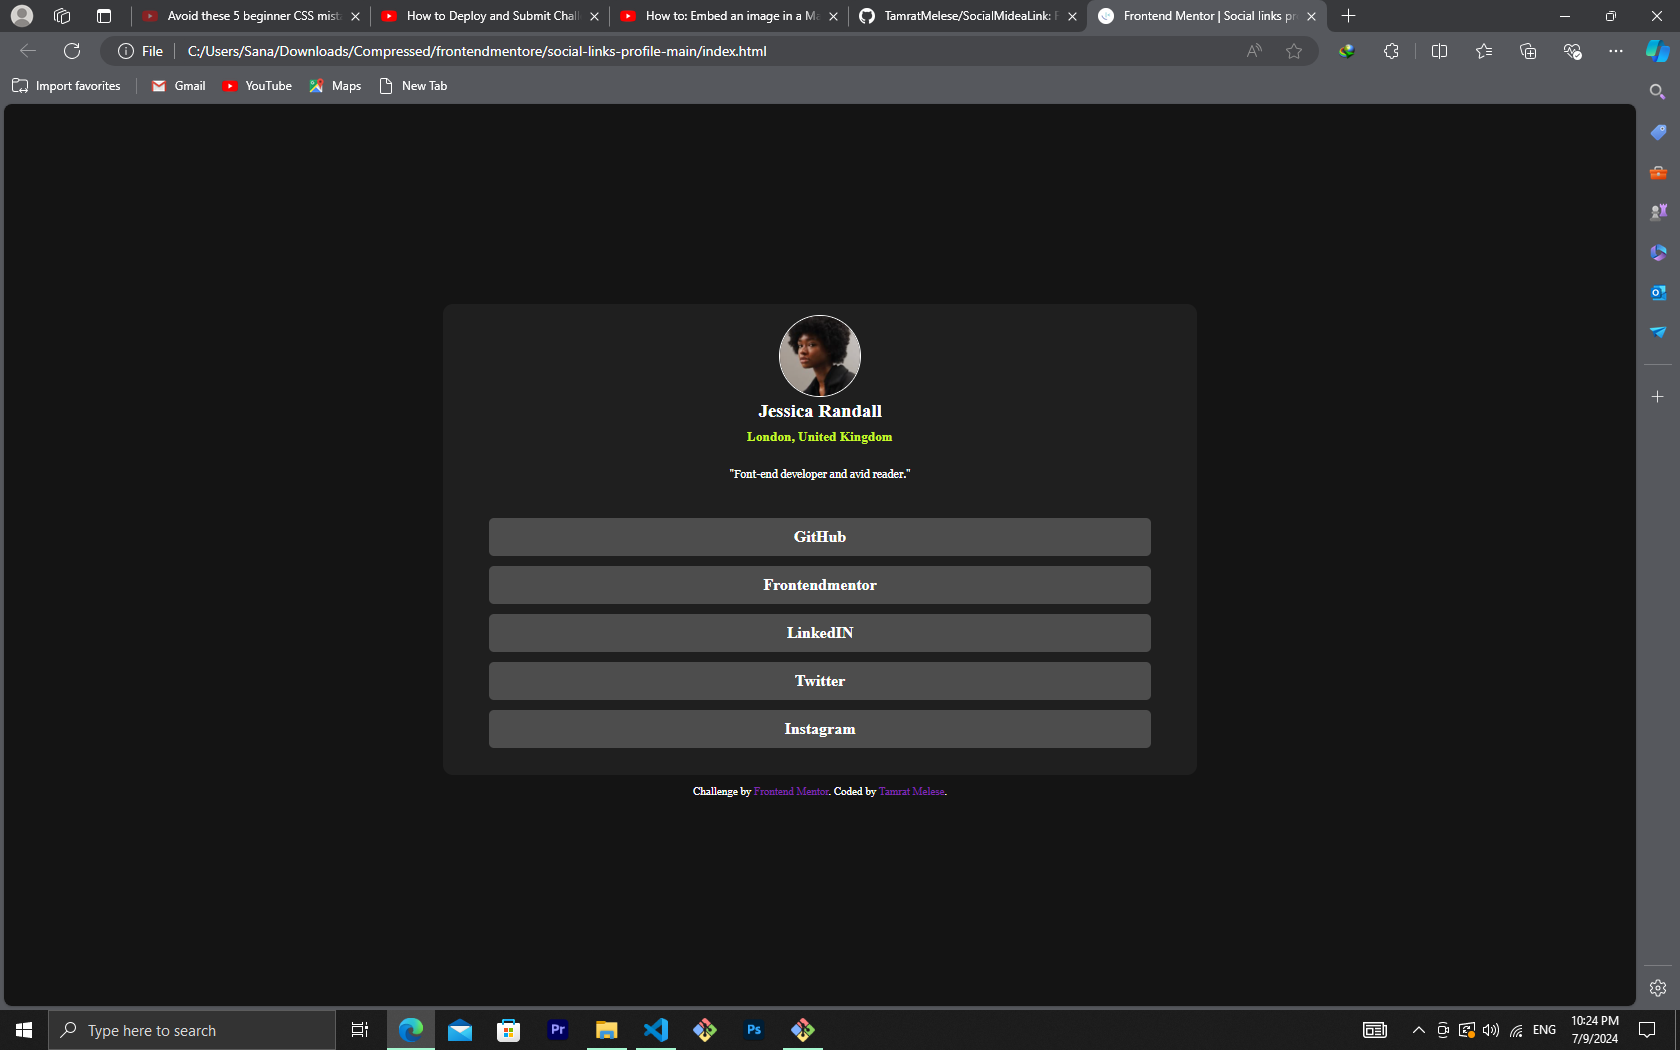 Avoid these 5 beginner CSS mist
How to Deploy and Submit Chall
How to: Embed an image in a Ma
TamratMelese/SocialMideaLink: F
Frontend Mentor | Social links pr
File
C:/Users/Sana/Downloads/Compressed/frontendmentore/social-links-profile-main/index.html
Import favorites
Gmail
YouTube
Maps
New Tab
Jessica Randall
London, United Kingdom
"Font-end developer and avid reader."
GitHub
Frontendmentor
LinkedIN
Twitter
Instagram
Challenge by Frontend Mentor. Coded by Tamrat Melese.
Type here to search
Pr
Ps
ENG
10:24 PM
7/9/2024